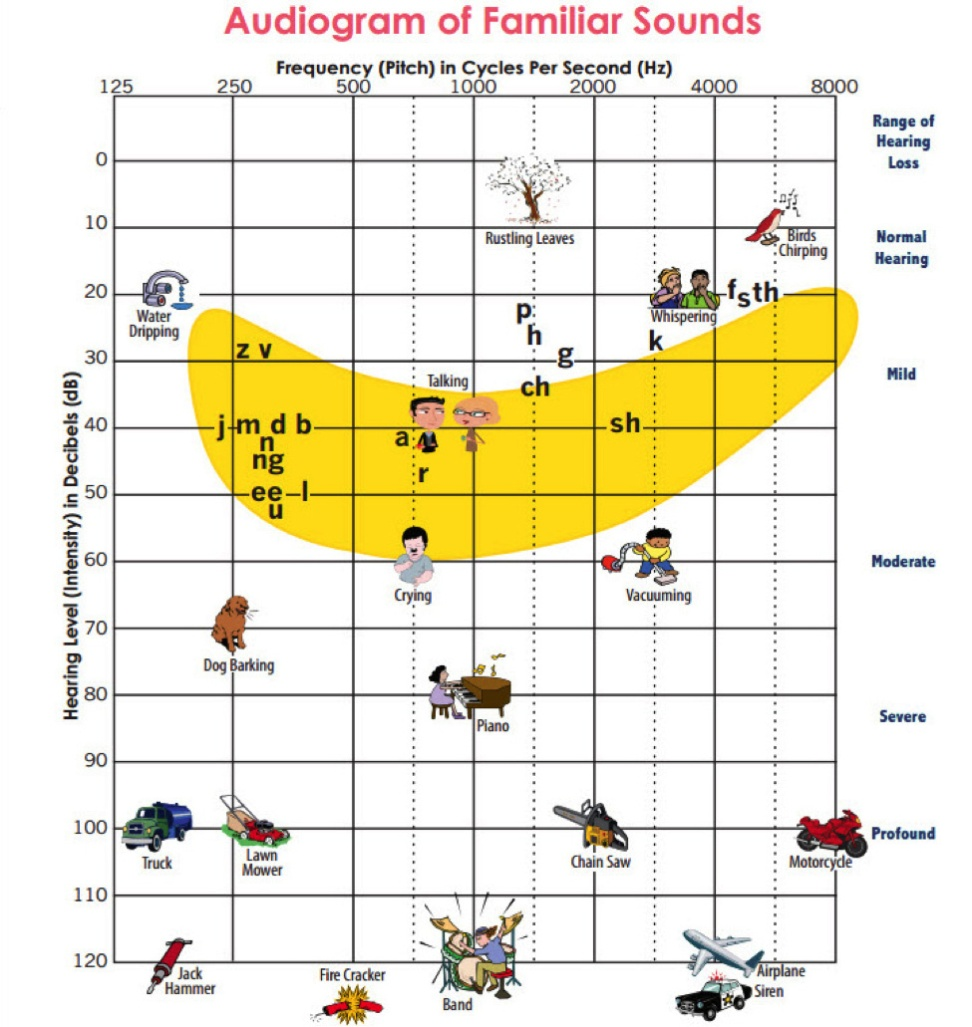 Audiogram of Familiar Sounds
Frequency (Pitch) in Cycles Per Second (Hz)
125 250 500 1000 2000 4000 8000
Hearing Level (Intensity) in Decibels (dB)
Range of
Hearing
Loss
0
Rustling Leaves
10
Birds
Chirping
Normal
Hearing
20
Water
Dripping
Whispering
f s th
p
h
k
g
z v
30
Mild
Talking
ch
j m d b
n
ng
40
a
sh
r
50
ee l
u
60
Crying
Vacuuming
Moderate
70
Dog Barking
80
Piano
Severe
90
100
Truck
Lawn
Mower
Chain Saw
Motorcycle
Profound
110
120
Jack
Hammer
Fire Cracker
Band
Airplane
Siren